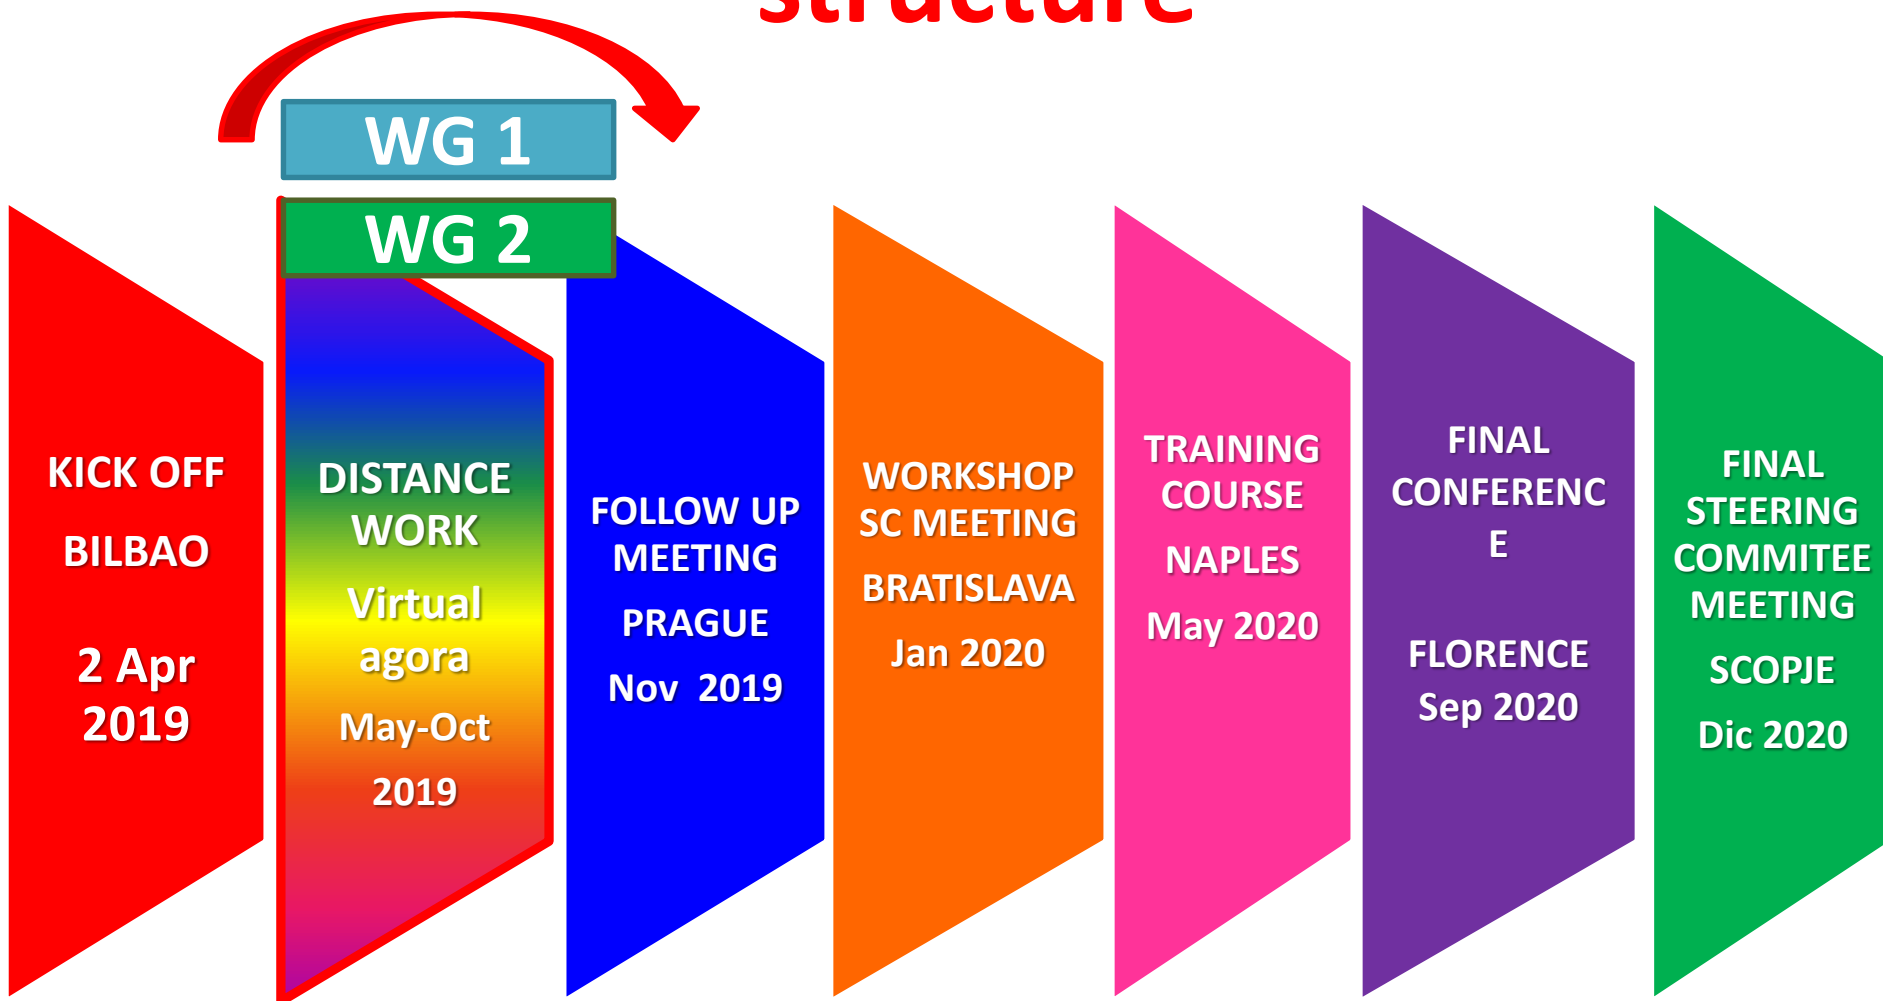 structure
WG 1
WG 2
KICK OFF
BILBAO
2 Apr
2019
DISTANCE
WORK
Virtual
agora
May-Oct
2019
FOLLOW UP
MEETING
PRAGUE
Nov 2019
WORKSHOP
SC MEETING
BRATISLAVA
Jan 2020
TRAINING
COURSE
NAPLES
May 2020
FINAL
CONFERENC
E
FLORENCE
Sep 2020
FINAL
STEERING
COMMITEE
MEETING
SCOPJE
Dic 2020